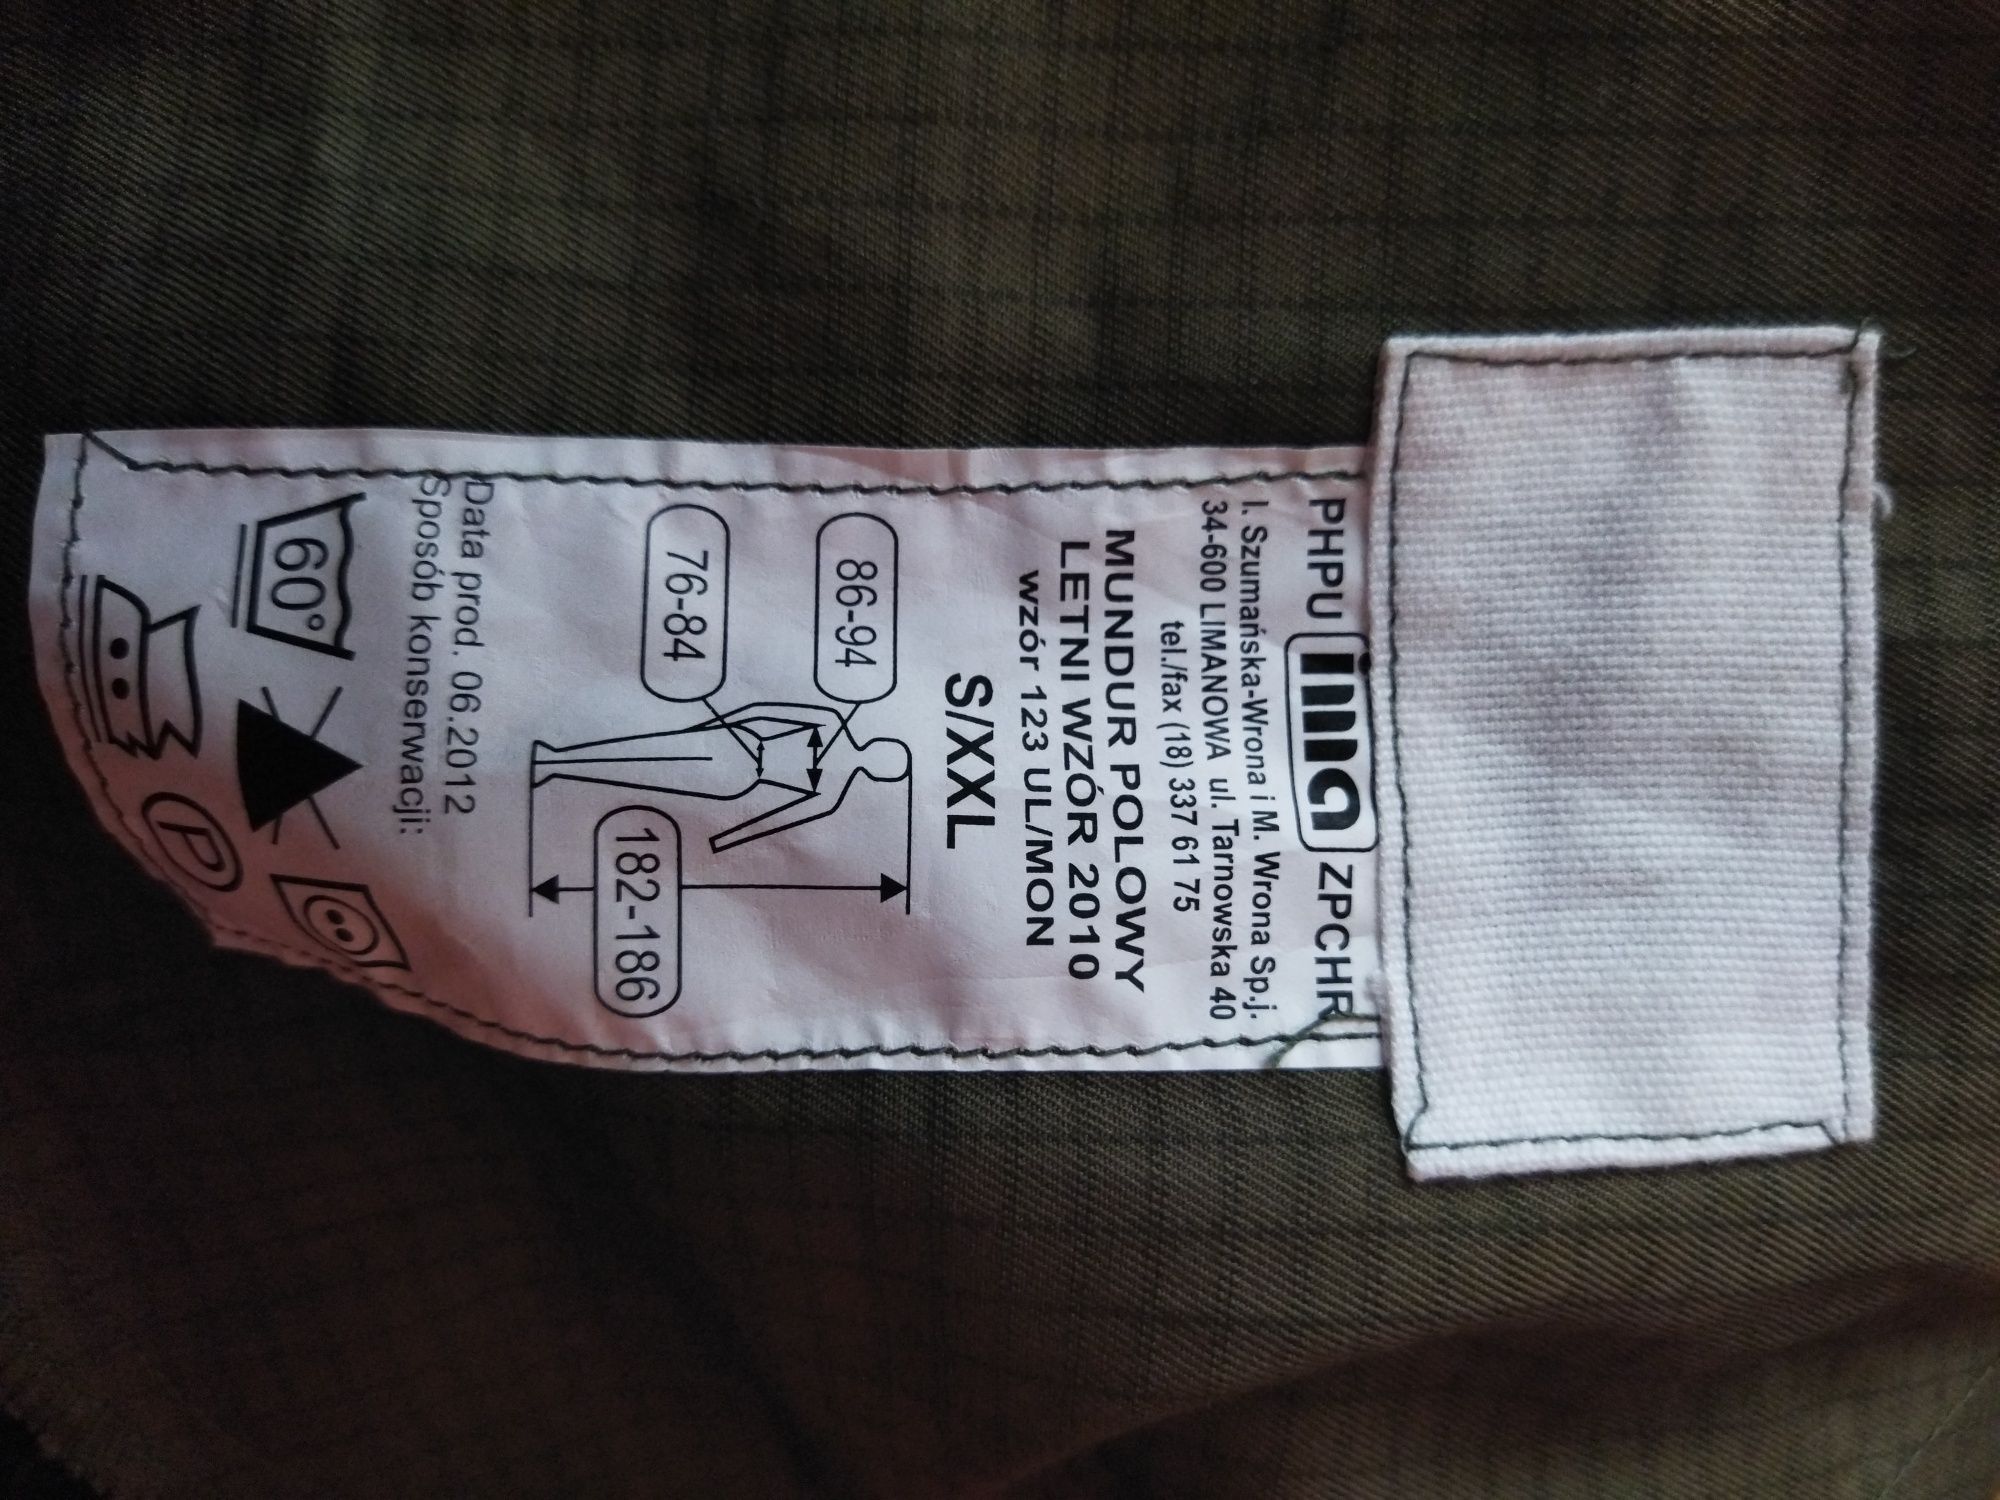 PHPU ima ZPCHR
I. Szumańska-Wrona i M. Wrona Sp.j.
34-600 LIMANOWA ul. Tarnowska 40
tel./fax (18) 337 61 75
MUNDUR POLOWY
LETNI WZÓR 2010
wzór 123 UL/MON
S/XXL
86-94
76-84
182-186
Data prod. 06.2012
Sposób konserwacji:
60°
P